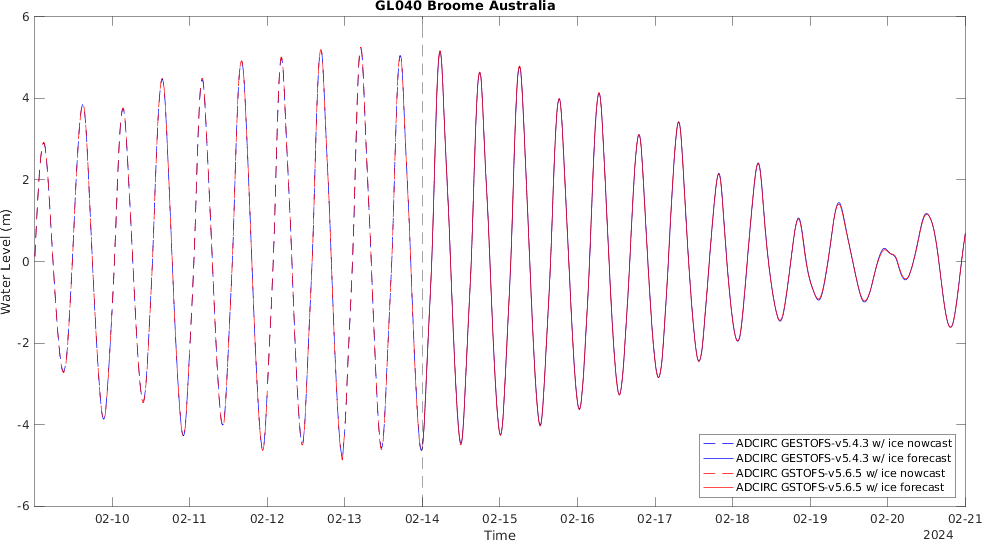 GL040 Broome Australia
6
4
2
0
-2
-4
-6
Water Level (m)
02-10 02-11 02-12 02-13 02-14 02-15 02-16 02-17 02-18 02-19 02-20 02-21
Time
2024
ADCIRC GESTOFS-v5.4.3 w/ ice nowcast
ADCIRC GESTOFS-v5.4.3 w/ ice forecast
ADCIRC GSTOFS-v5.6.5 w/ ice nowcast
ADCIRC GSTOFS-v5.6.5 w/ ice forecast